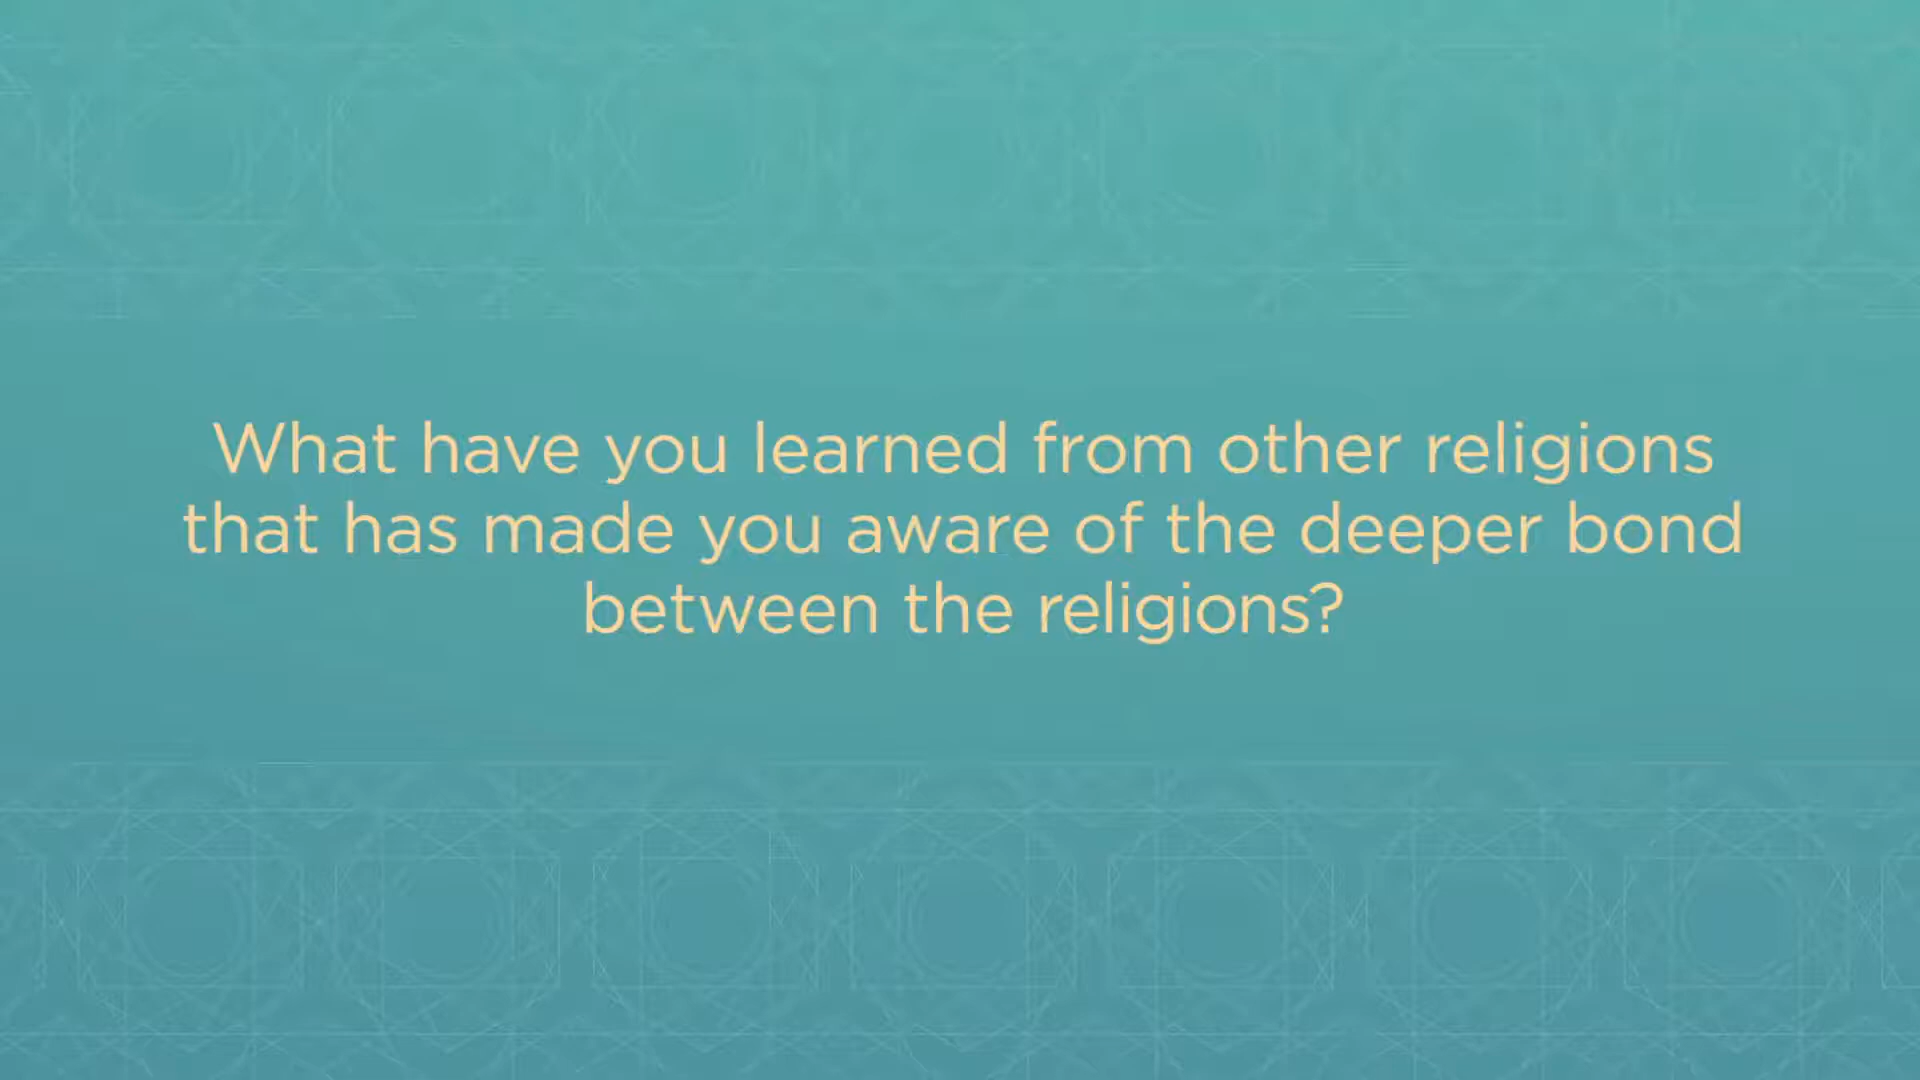 What have you learned from other religions
that has made you aware of the deeper bond
between the religions?